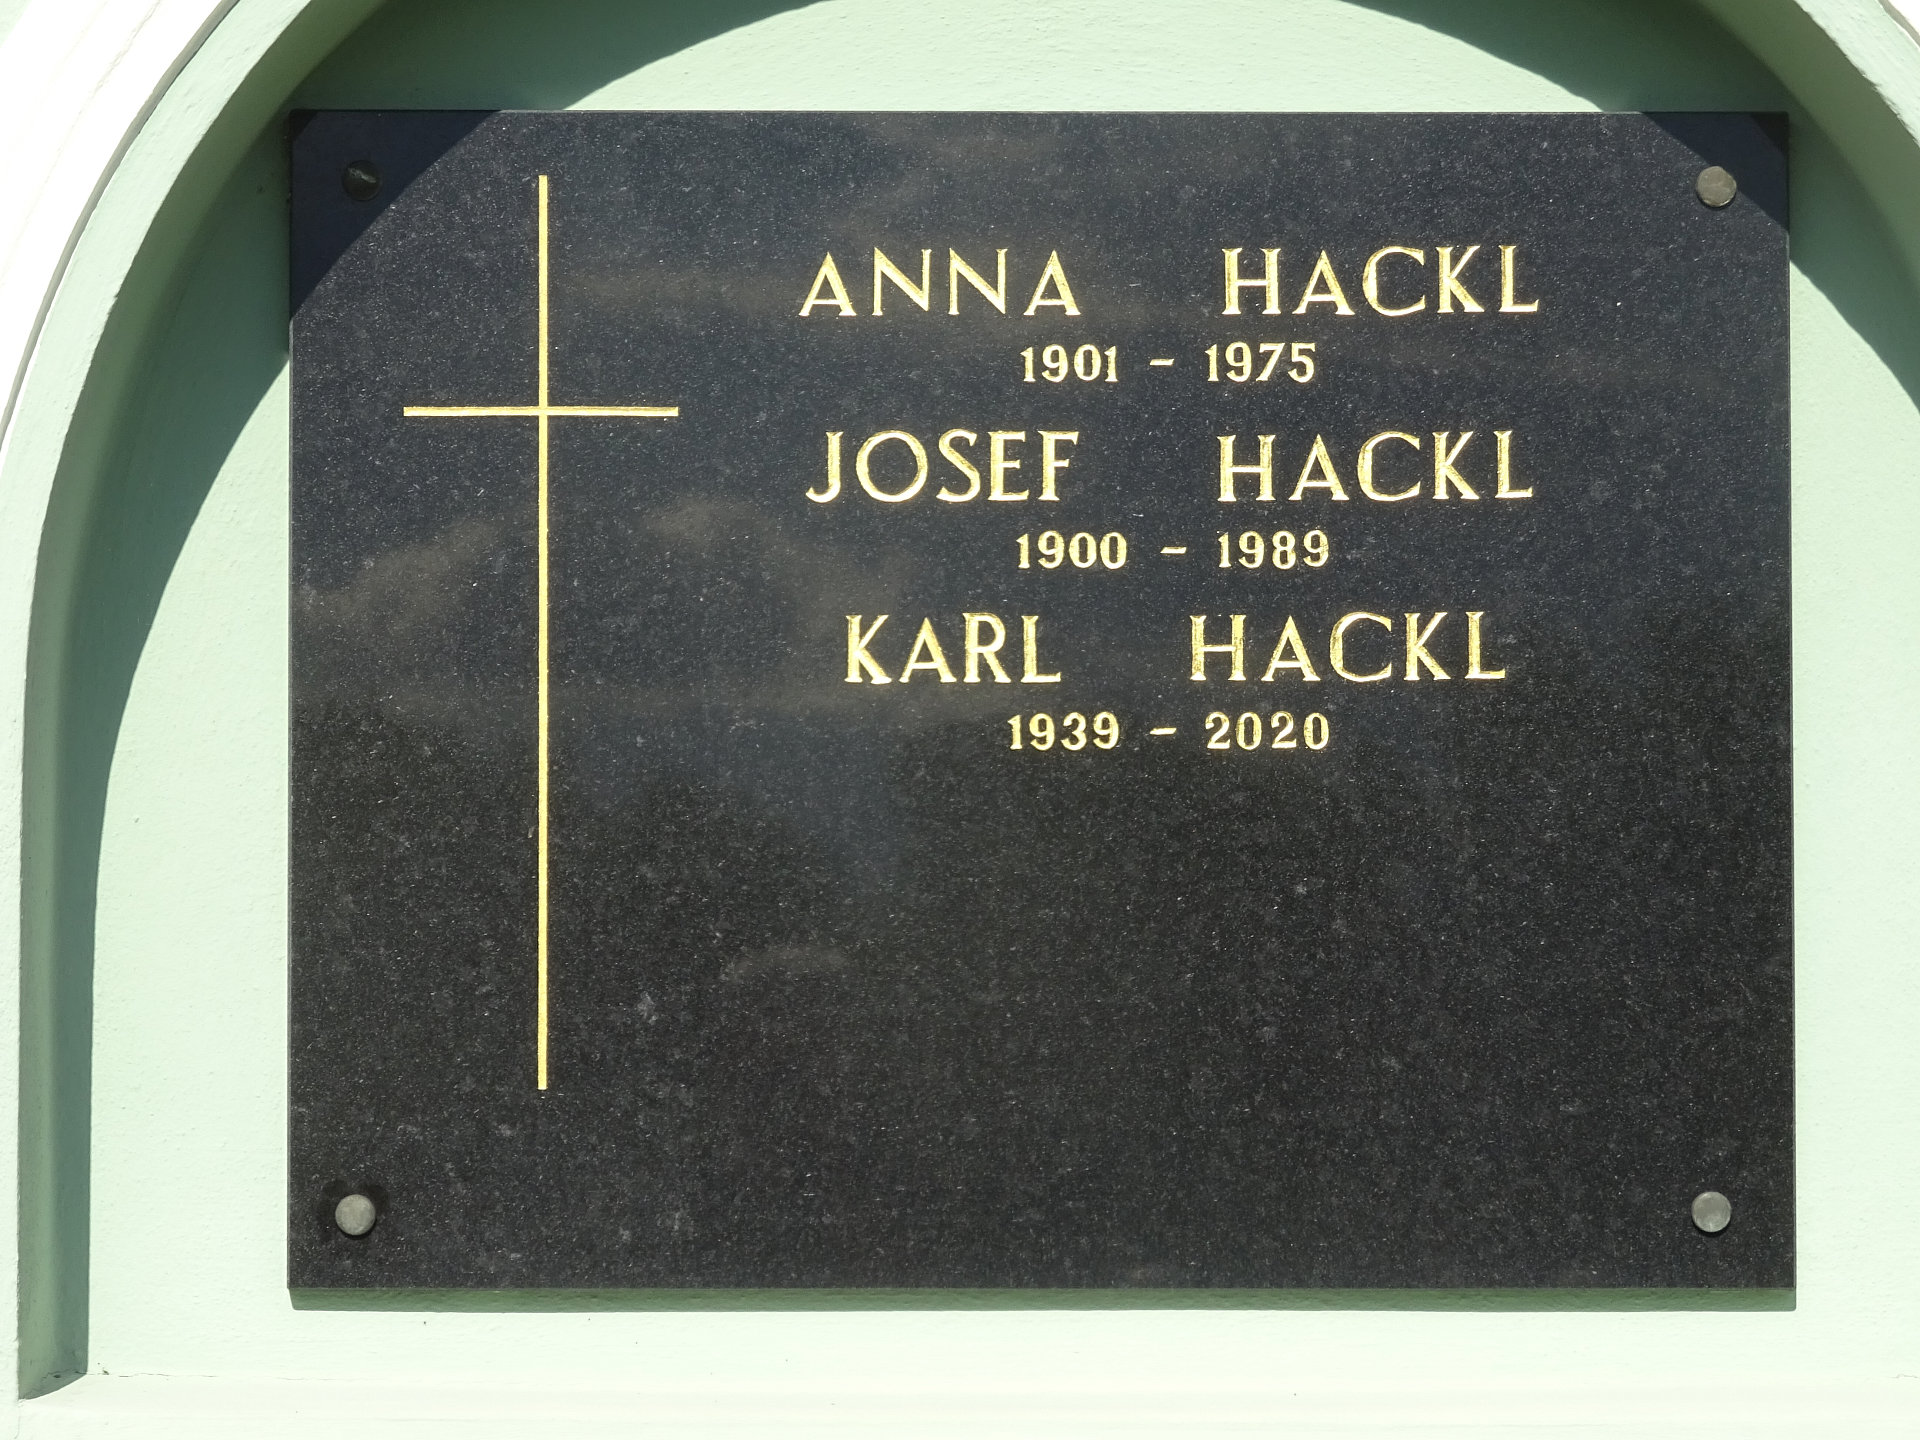 ANNA HACKL
1901 - 1975
JOSEF HACKL
1900 - 1989
KARL HACKL
1939 - 2020